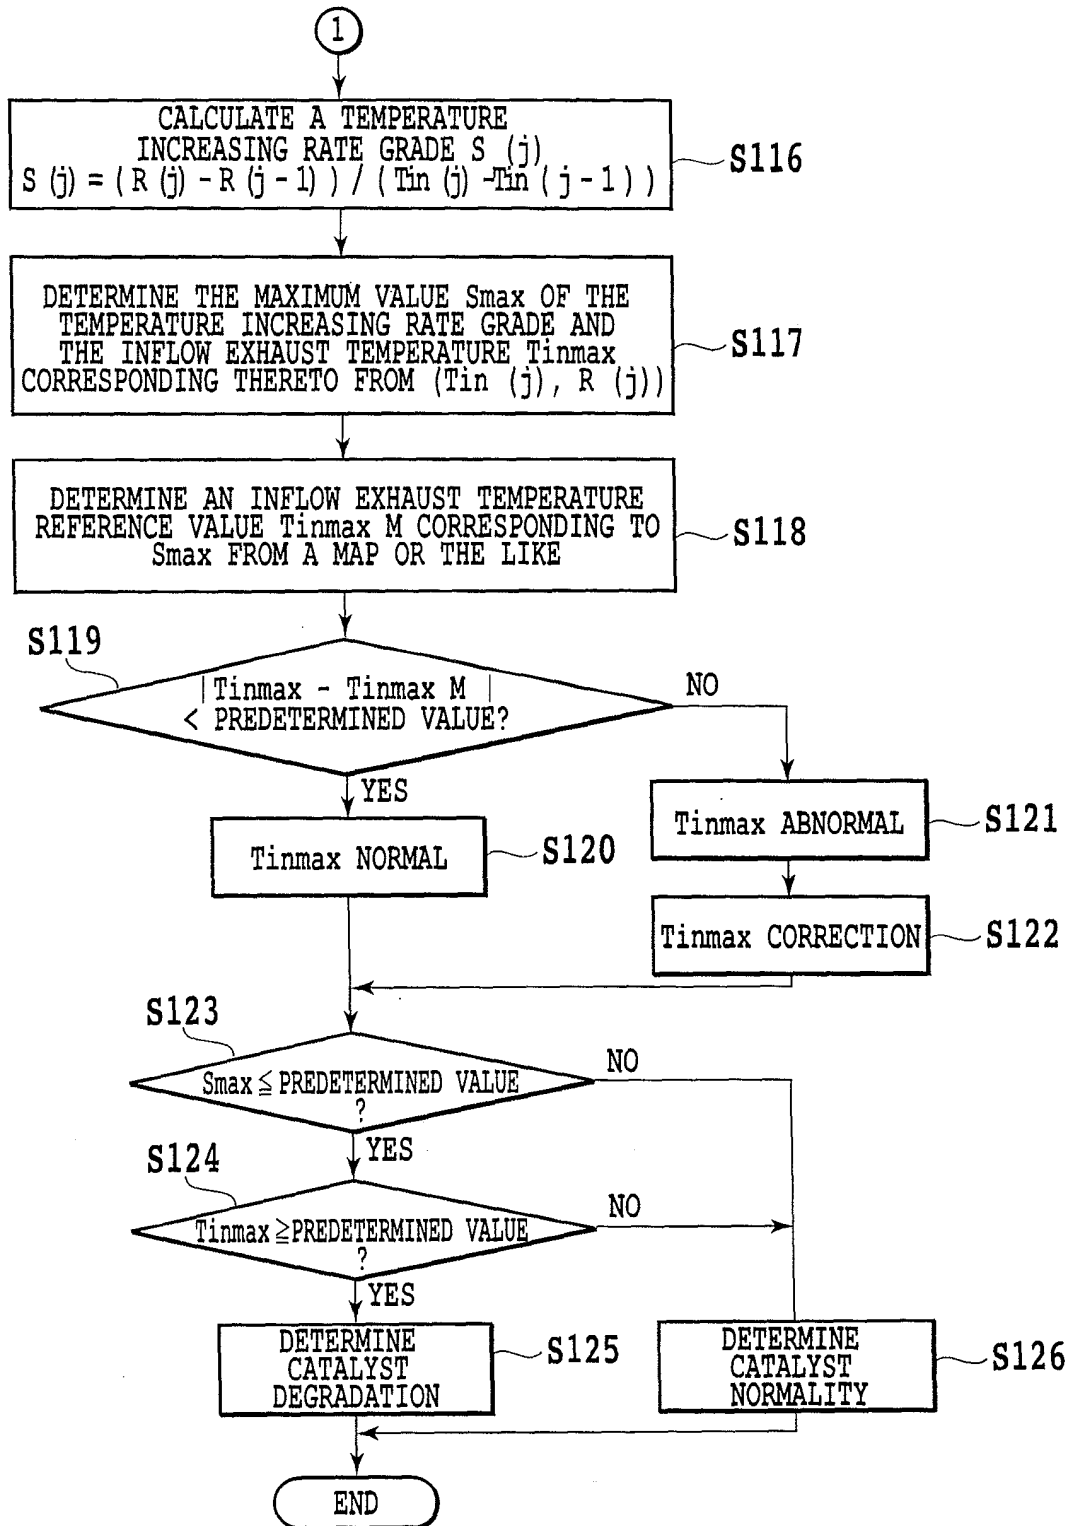 1
CALCULATE A TEMPERATURE
INCREASING RATE GRADE S (j)
S (j) = ( R (j) - R ( j - 1) ) / ( Tin (j) -Tin ( j - 1 ) )
S116
DETERMINE THE MAXIMUM VALUE Smax OF THE
TEMPERATURE INCREASING RATE GRADE AND
THE INFLOW EXHAUST TEMPERATURE Tinmax
CORRESPONDING THERETO FROM (Tin (j), R (j))
S117
DETERMINE AN INFLOW EXHAUST TEMPERATURE
REFERENCE VALUE Tinmax M CORRESPONDING TO
Smax FROM A MAP OR THE LIKE
S118
S119
| Tinmax - Tinmax M |
< PREDETERMINED VALUE?
NO
YES
Tinmax NORMAL
S120
Tinmax ABNORMAL
S121
Tinmax CORRECTION
S122
S123
Smax ≦ PREDETERMINED VALUE
?
NO
YES
S124
Tinmax ≧ PREDETERMINED VALUE
?
NO
YES
DETERMINE
CATALYST
DEGRADATION
S125
DETERMINE
CATALYST
NORMALITY
S126
END